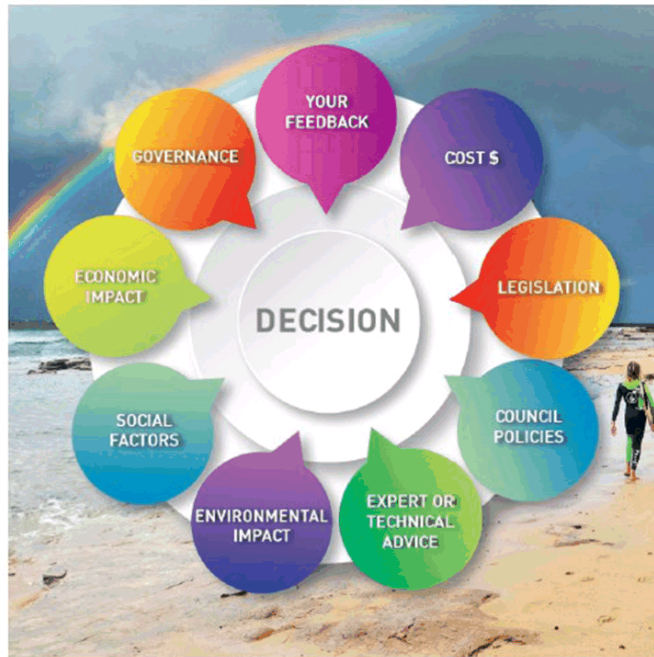 YOUR
FEEDBACK
COST $
LEGISLATION
COUNCIL
POLICIES
EXPERT OR
TECHNICAL
ADVICE
ENVIRONMENTAL
IMPACT
SOCIAL
FACTORS
ECONOMIC
IMPACT
GOVERNANCE
DECISION